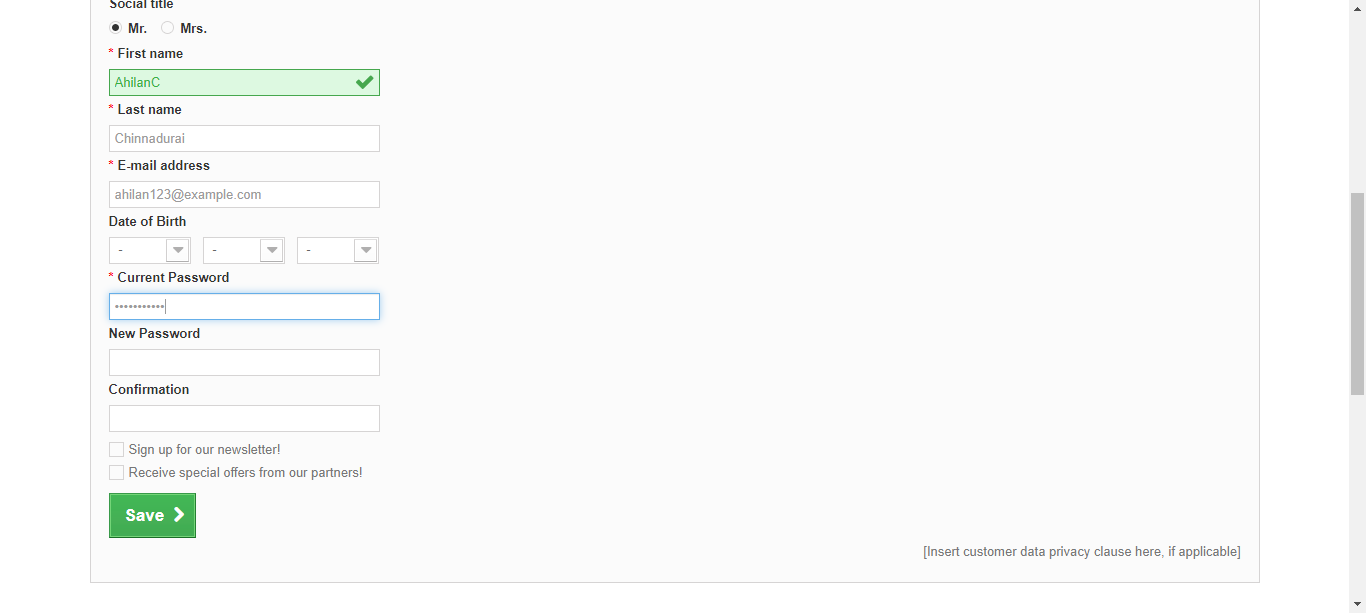 Social title
Mr. Mrs.
* First name
AhilanC
* Last name
Chinnadurai
* E-mail address
ahilan123@example.com
Date of Birth
- - -
* Current Password
•••••••••••
New Password
Confirmation
Sign up for our newsletter!
Receive special offers from our partners!
Save
[Insert customer data privacy clause here, if applicable]